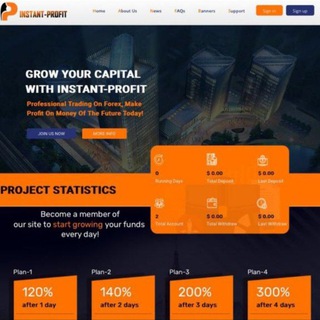 INSTANT-PROFIT
Home
About Us
News
FAQs
Banners
Support
Sign in
Sign up
GROW YOUR CAPITAL
WITH INSTANT-PROFIT
Professional Trading On Forex, Make
Profit On Money Of The Future Today!
JOIN US NOW
MORE INFO
0
Running Days
$ 0.00
Total Deposit
$ 0.00
Last Deposit
2
Total Account
$ 0.00
Total Withdraw
$ 0.00
Last Withdraw
PROJECT STATISTICS
Become a member of
our site to start growing your funds
every day!
Plan-1
120%
after 1 day
Plan-2
140%
after 2 days
Plan-3
200%
after 3 days
Plan-4
300%
after 4 days